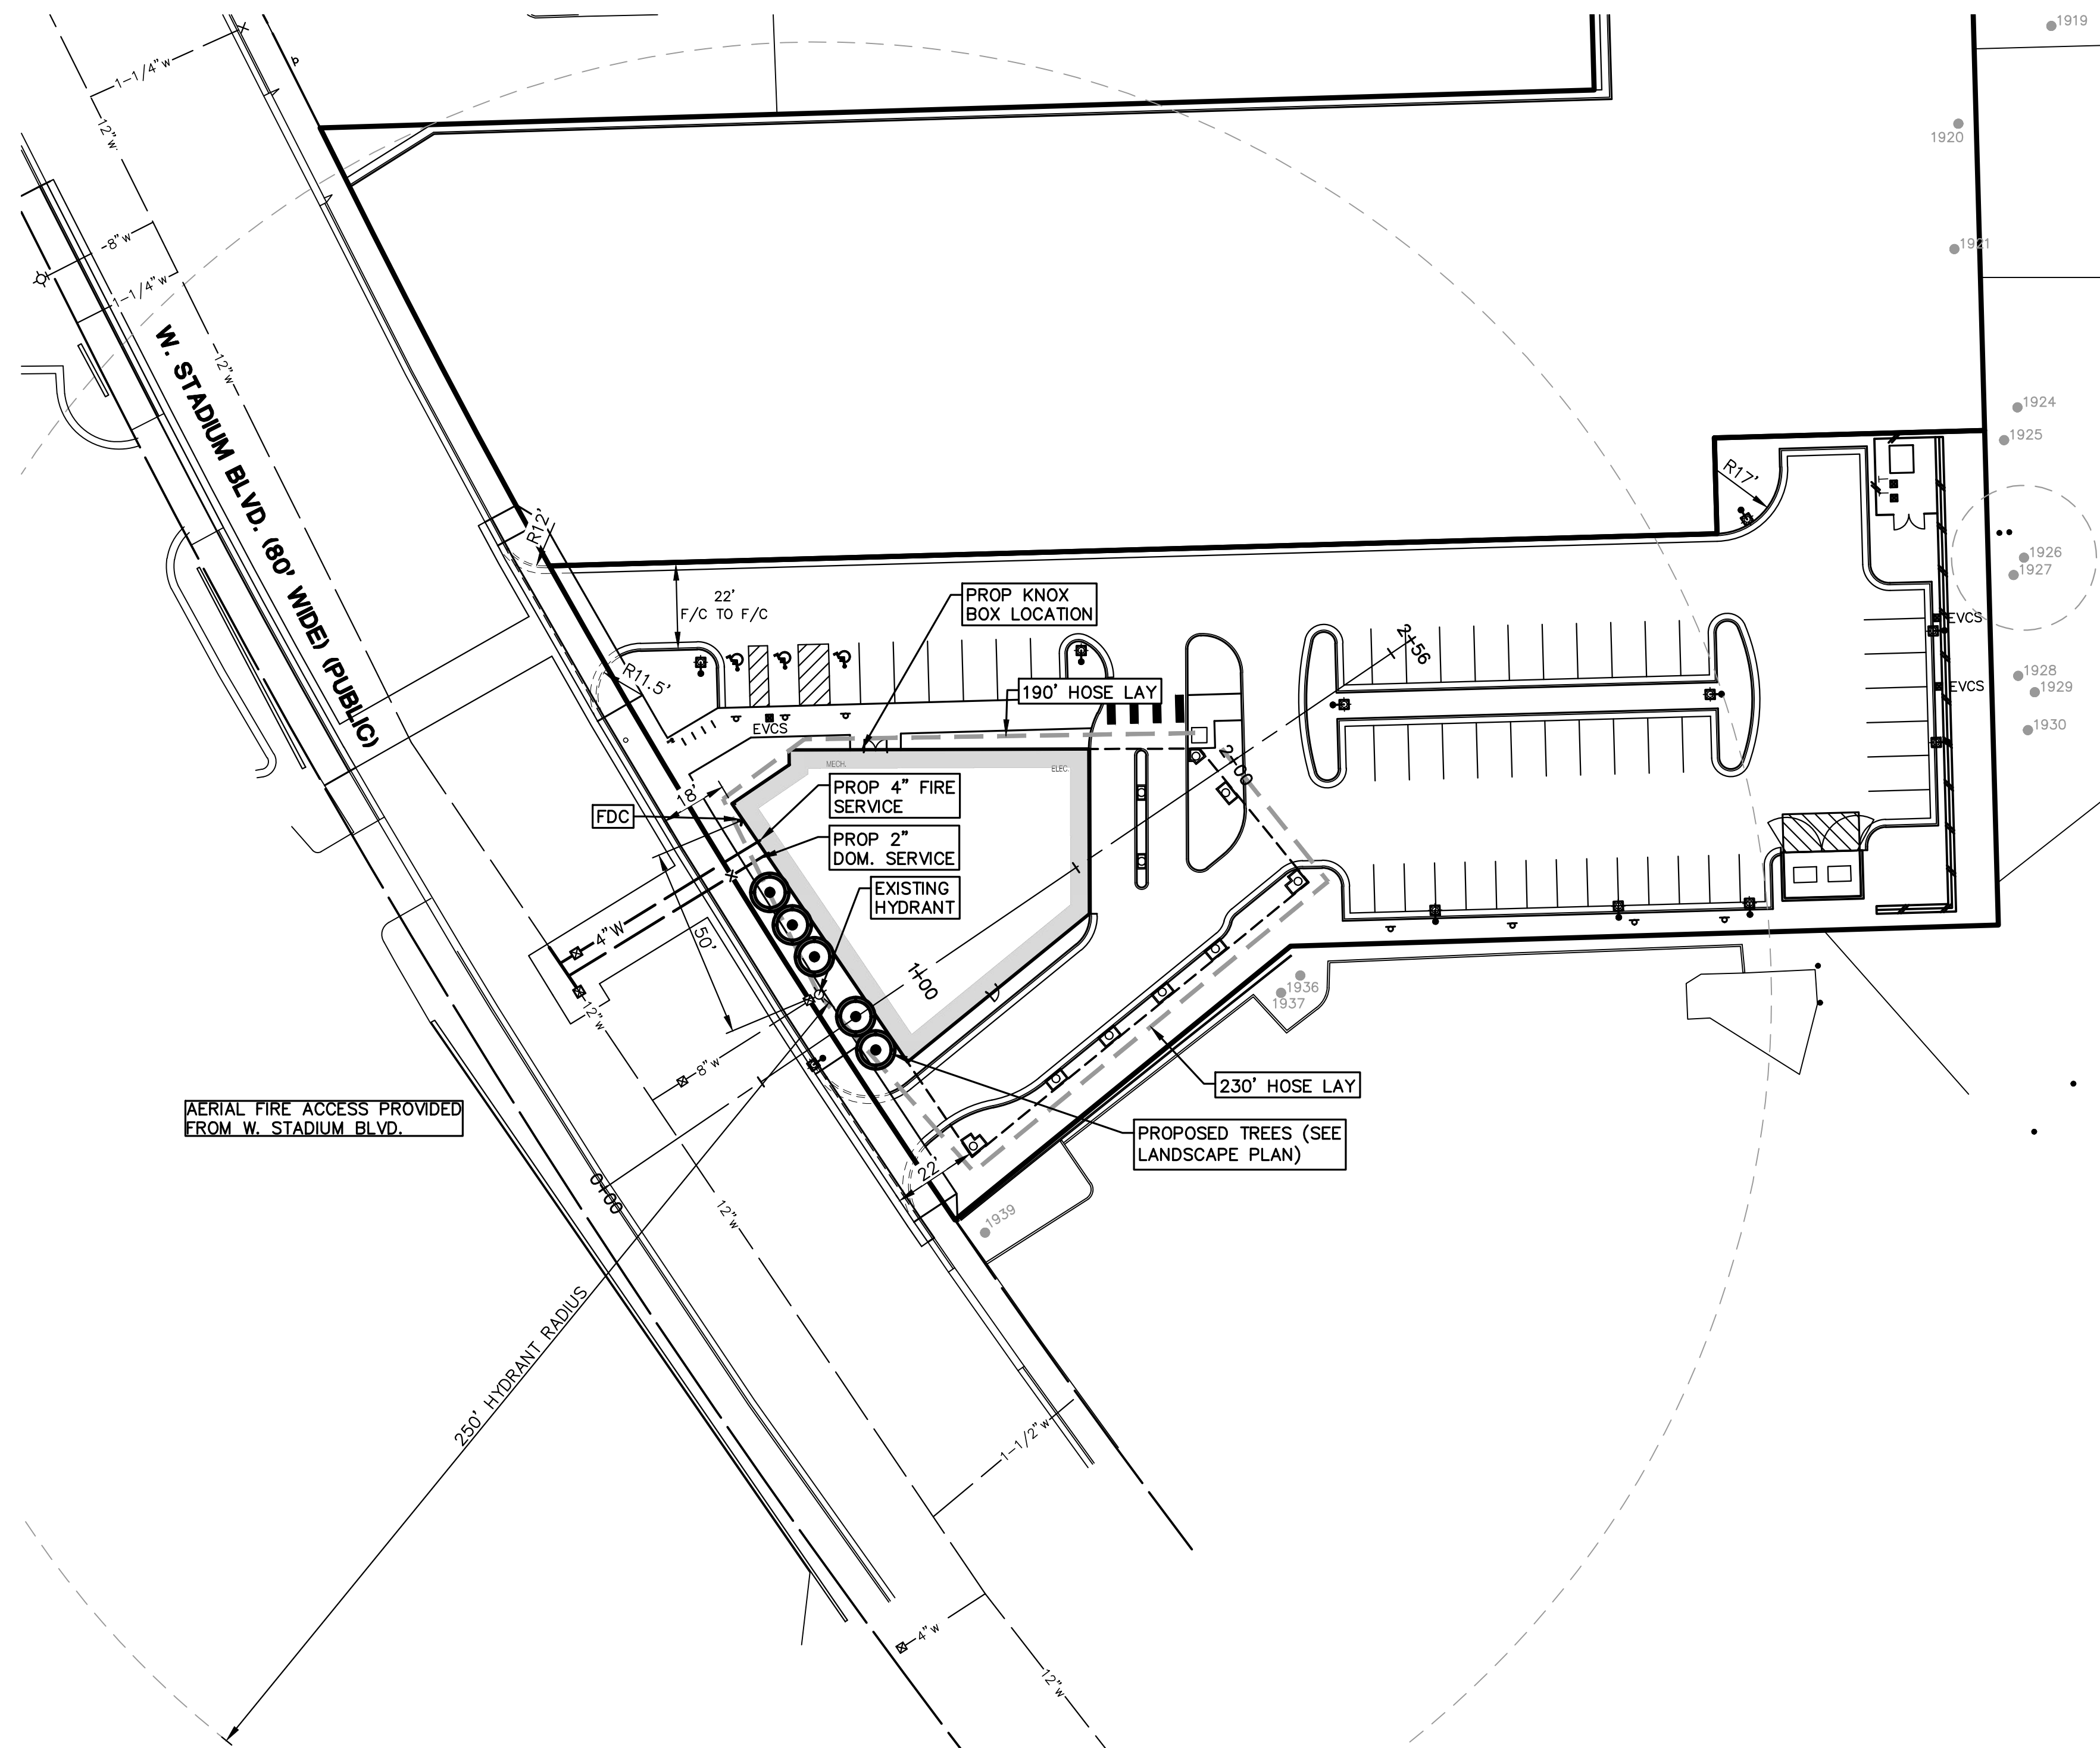 1919
1-1/4"w
12"w
1920
8"w
1921
1-1/4"w
12"w
W. STADIUM BLVD. (80' WIDE) (PUBLIC)
1924
1925
R17'
R12'
1926
1927
22'
F/C TO F/C
PROP KNOX
BOX LOCATION
EVCS
2+56
R11.5'
190' HOSE LAY
1928
EVCS
1929
EVCS
1930
MECH.
ELEC.
2+00
18'
PROP 4" FIRE
SERVICE
FDC
PROP 2"
DOM. SERVICE
EXISTING
HYDRANT
4"W
50'
1+00
1936
1937
12"w
8"w
230' HOSE LAY
AERIAL FIRE ACCESS PROVIDED
FROM W. STADIUM BLVD.
PROPOSED TREES (SEE
LANDSCAPE PLAN)
22'
0+00
12"w
1939
250' HYDRANT RADIUS
1-1/2"w
4"w
12"w